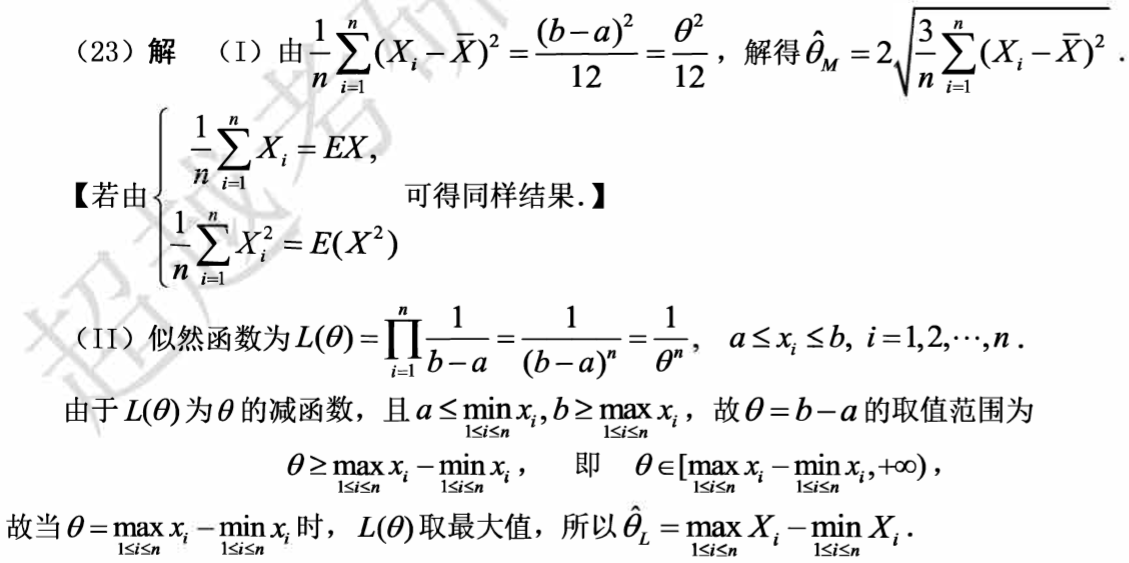 (23) 解 (I) 由 $\frac{1}{n}\sum_{i=1}^{n}(X_i-\bar{X})^2=\frac{(b-a)^2}{12}=\frac{\theta^2}{12}$，解得 $\hat{\theta}_M=2\sqrt{\frac{3}{n}\sum_{i=1}^{n}(X_i-\bar{X})^2}$．
【若由 $\begin{cases}\frac{1}{n}\sum_{i=1}^{n}X_i=EX,\\ \frac{1}{n}\sum_{i=1}^{n}X_i^2=E(X^2)\end{cases}$ 可得同样结果．】
(II) 似然函数为 $L(\theta)=\prod_{i=1}^{n}\frac{1}{b-a}=\frac{1}{(b-a)^n}=\frac{1}{\theta^n},\quad a\le x_i\le b,\ i=1,2,\cdots,n$．
由于 $L(\theta)$ 为 $\theta$ 的减函数，且 $a\le\min_{1\le i\le n}x_i,b\ge\max_{1\le i\le n}x_i$，故 $\theta=b-a$ 的取值范围为
$\theta\ge\max_{1\le i\le n}x_i-\min_{1\le i\le n}x_i$， 即 $\theta\in[\max_{1\le i\le n}x_i-\min_{1\le i\le n}x_i,+\infty)$，
故当 $\theta=\max_{1\le i\le n}x_i-\min_{1\le i\le n}x_i$ 时，$L(\theta)$ 取最大值，所以 $\hat{\theta}_L=\max_{1\le i\le n}X_i-\min_{1\le i\le n}X_i$．
超越考研